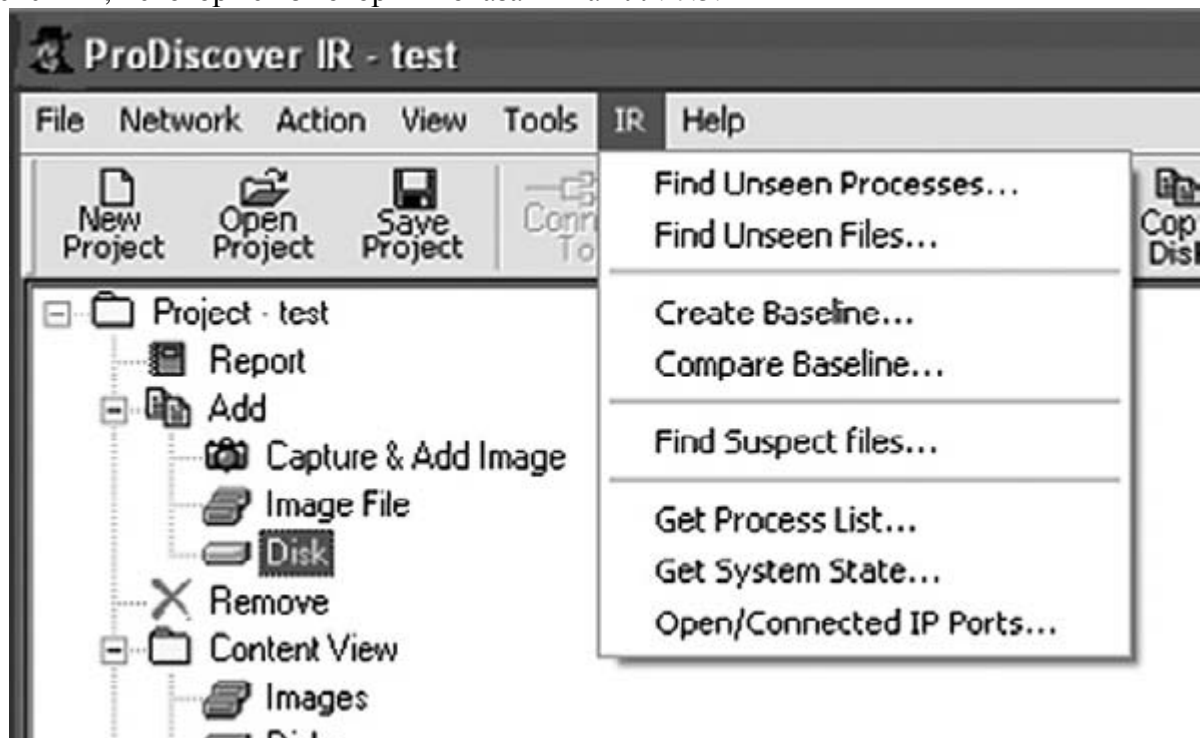 ProDiscover IR - test
File Network Action View Tools IR Help
New Project
Open Project
Save Project
Project - test
Report
Add
Capture & Add Image
Image File
Disk
Remove
Content View
Images
Find Unseen Processes...
Find Unseen Files...
Create Baseline...
Compare Baseline...
Find Suspect files...
Get Process List...
Get System State...
Open/Connected IP Ports...